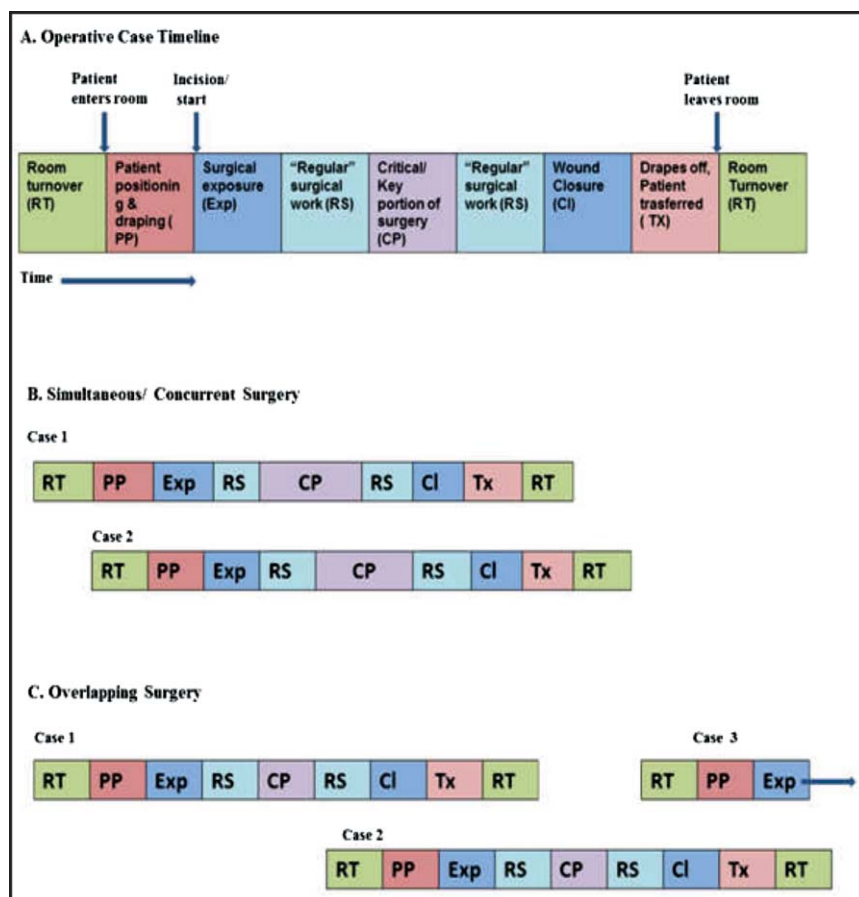 A. Operative Case Timeline
Patient
enters room
Incision/
start
Patient
leaves room
Room
turnover
(RT)
Patient
positionin
g &
draping (
PP)
Surgical
exposure
(Exp)
"Regular"
surgical
work (RS)
Critical/
Key
portion of
surgery
(CP)
"Regular"
surgical
work (RS)
Wound
Closure
(Cl)
Drapes off,
Patient
trasferred
( TX)
Room
Turnover
(RT)
Time
B. Simultaneous/ Concurrent Surgery
Case 1
RT PP Exp RS CP RS Cl Tx RT
Case 2
RT PP Exp RS CP RS Cl Tx RT
C. Overlapping Surgery
Case 1
RT PP Exp RS CP RS Cl Tx RT
Case 3
RT PP Exp
Case 2
RT PP Exp RS CP RS Cl Tx RT